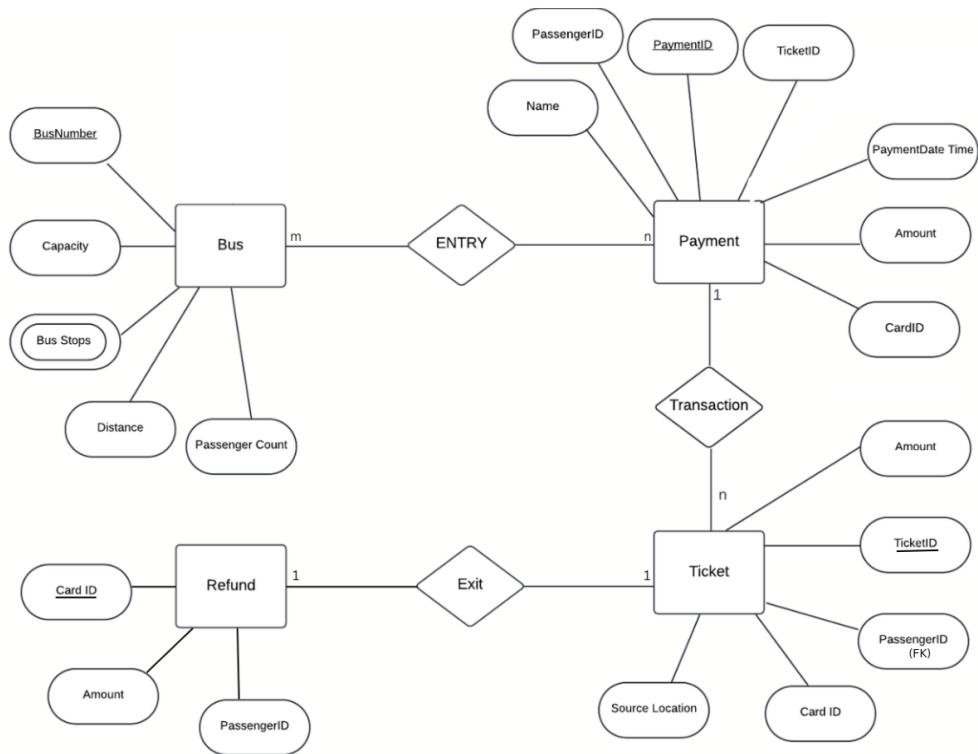 PassengerID
PaymentID
TicketID
Name
BusNumber
PaymentDate Time
Capacity
Bus
m
ENTRY
n
Payment
Amount
1
CardID
Bus Stops
Distance
Passenger Count
Transaction
n
Amount
TicketID
Card ID
Refund
1
Exit
1
Ticket
PassengerID
(FK)
Amount
PassengerID
Source Location
Card ID